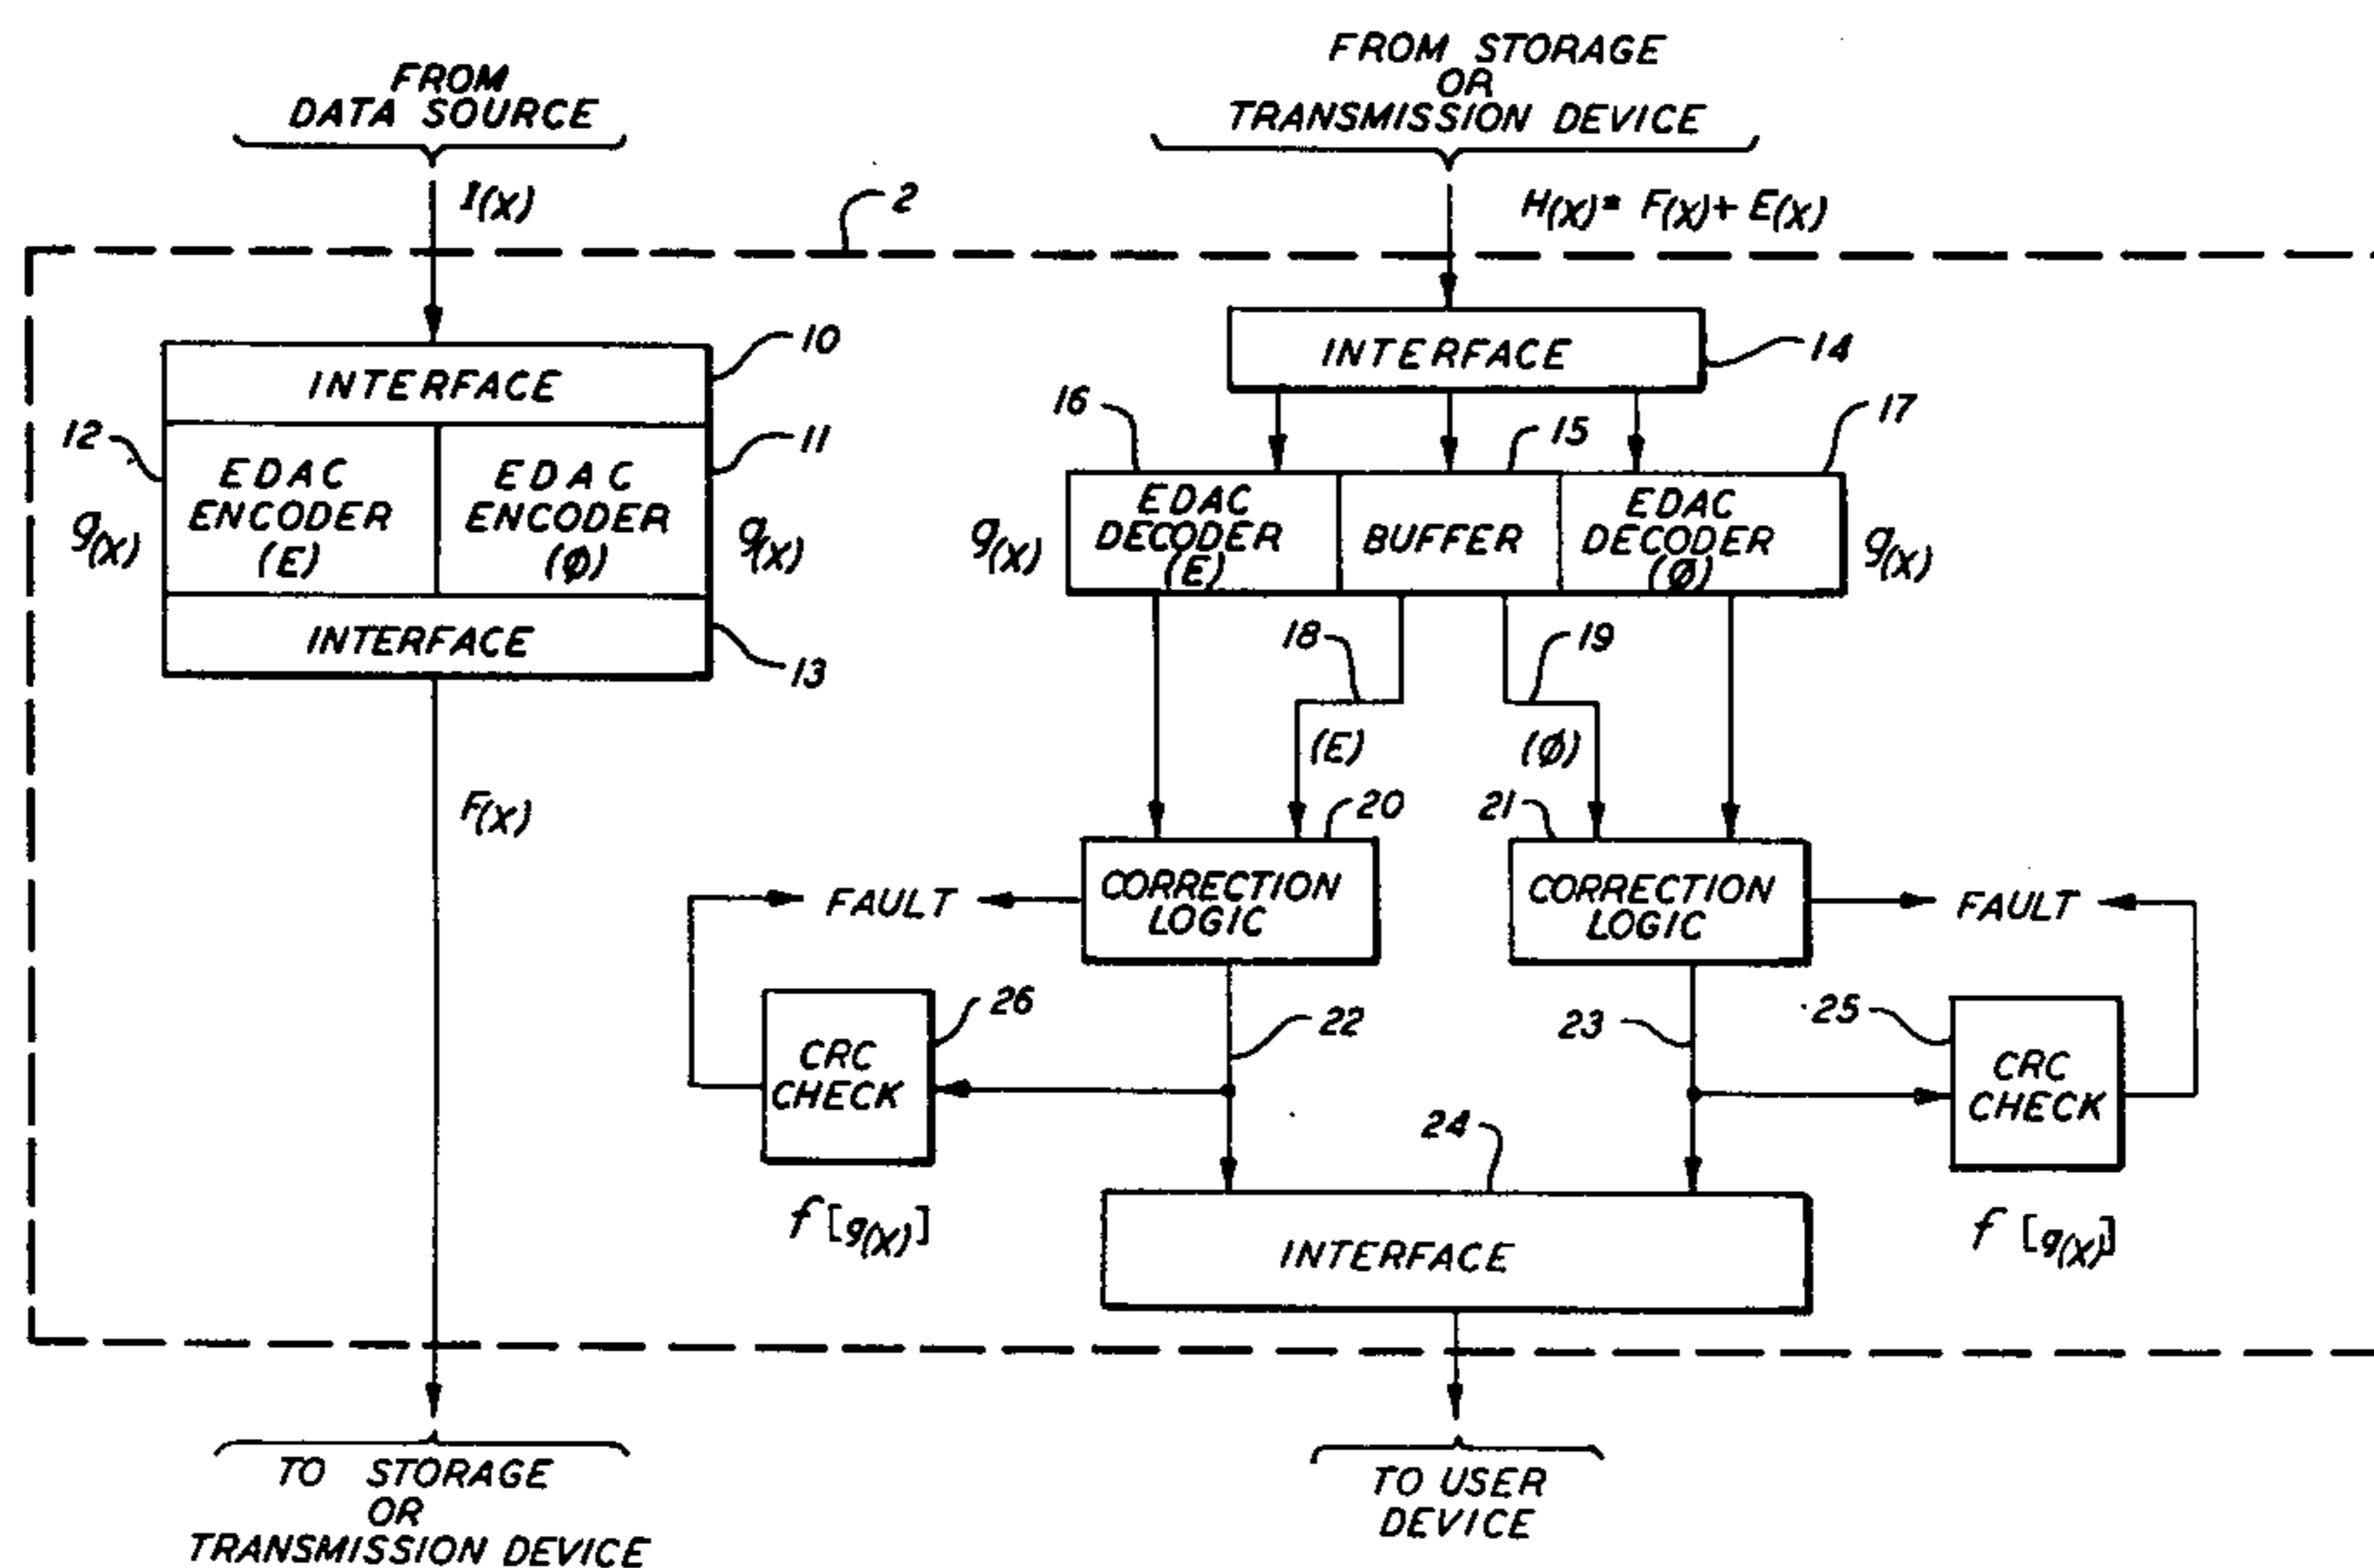 FROM
DATA SOURCE
I(X)
2
FROM STORAGE
OR
TRANSMISSION DEVICE
H(X)= F(X)+ E(X)
10
INTERFACE
12
11
EDAC
ENCODER
(E)
EDAC
ENCODER
(Ø)
g(X)
g(X)
INTERFACE
13
F(X)
TO STORAGE
OR
TRANSMISSION DEVICE
INTERFACE
14
16
15
17
EDAC
DECODER
(E)
BUFFER
EDAC
DECODER
(Ø)
g(X)
g(X)
18
19
(E)
(Ø)
20
21
CORRECTION
LOGIC
CORRECTION
LOGIC
FAULT
FAULT
26
22
23
25
CRC
CHECK
CRC
CHECK
f [g(X)]
f [g(X)]
24
INTERFACE
TO USER
DEVICE